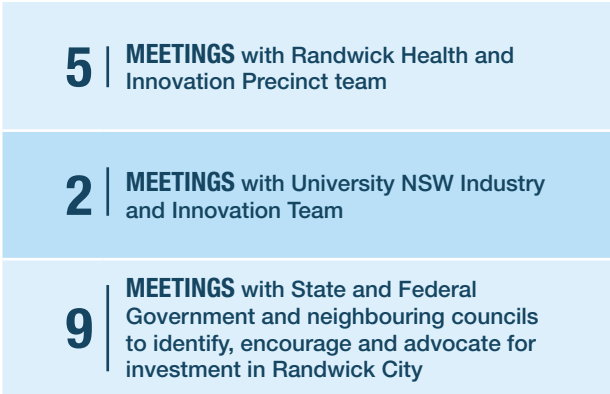 5
MEETINGS with Randwick Health and
Innovation Precinct team
2
MEETINGS with University NSW Industry
and Innovation Team
9
MEETINGS with State and Federal
Government and neighbouring councils
to identify, encourage and advocate for
investment in Randwick City